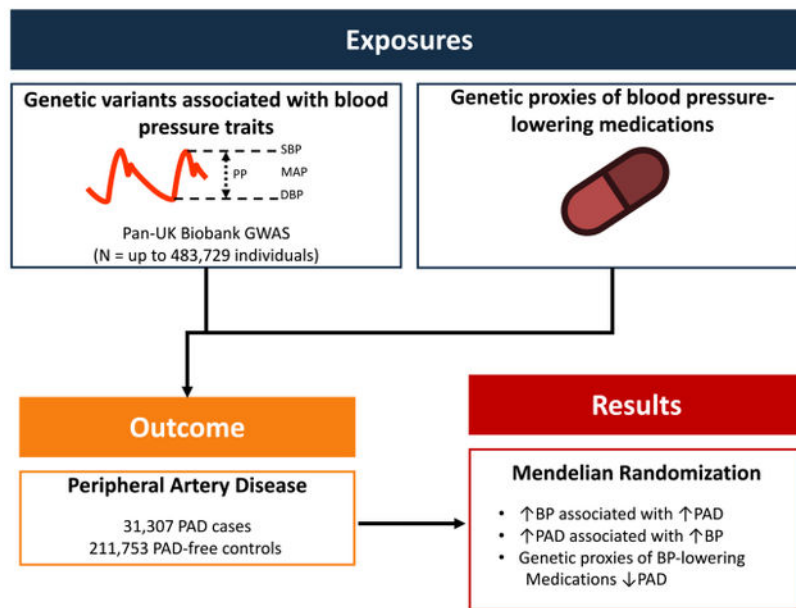 Exposures
Genetic variants associated with blood
pressure traits
SBP
PP
MAP
DBP
Pan-UK Biobank GWAS
(N = up to 483,729 individuals)
Genetic proxies of blood pressure-
lowering medications
Outcome
Peripheral Artery Disease
31,307 PAD cases
211,753 PAD-free controls
Results
Mendelian Randomization
• ↑BP associated with ↑PAD
• ↑PAD associated with ↑BP
• Genetic proxies of BP-lowering
Medications ↓PAD